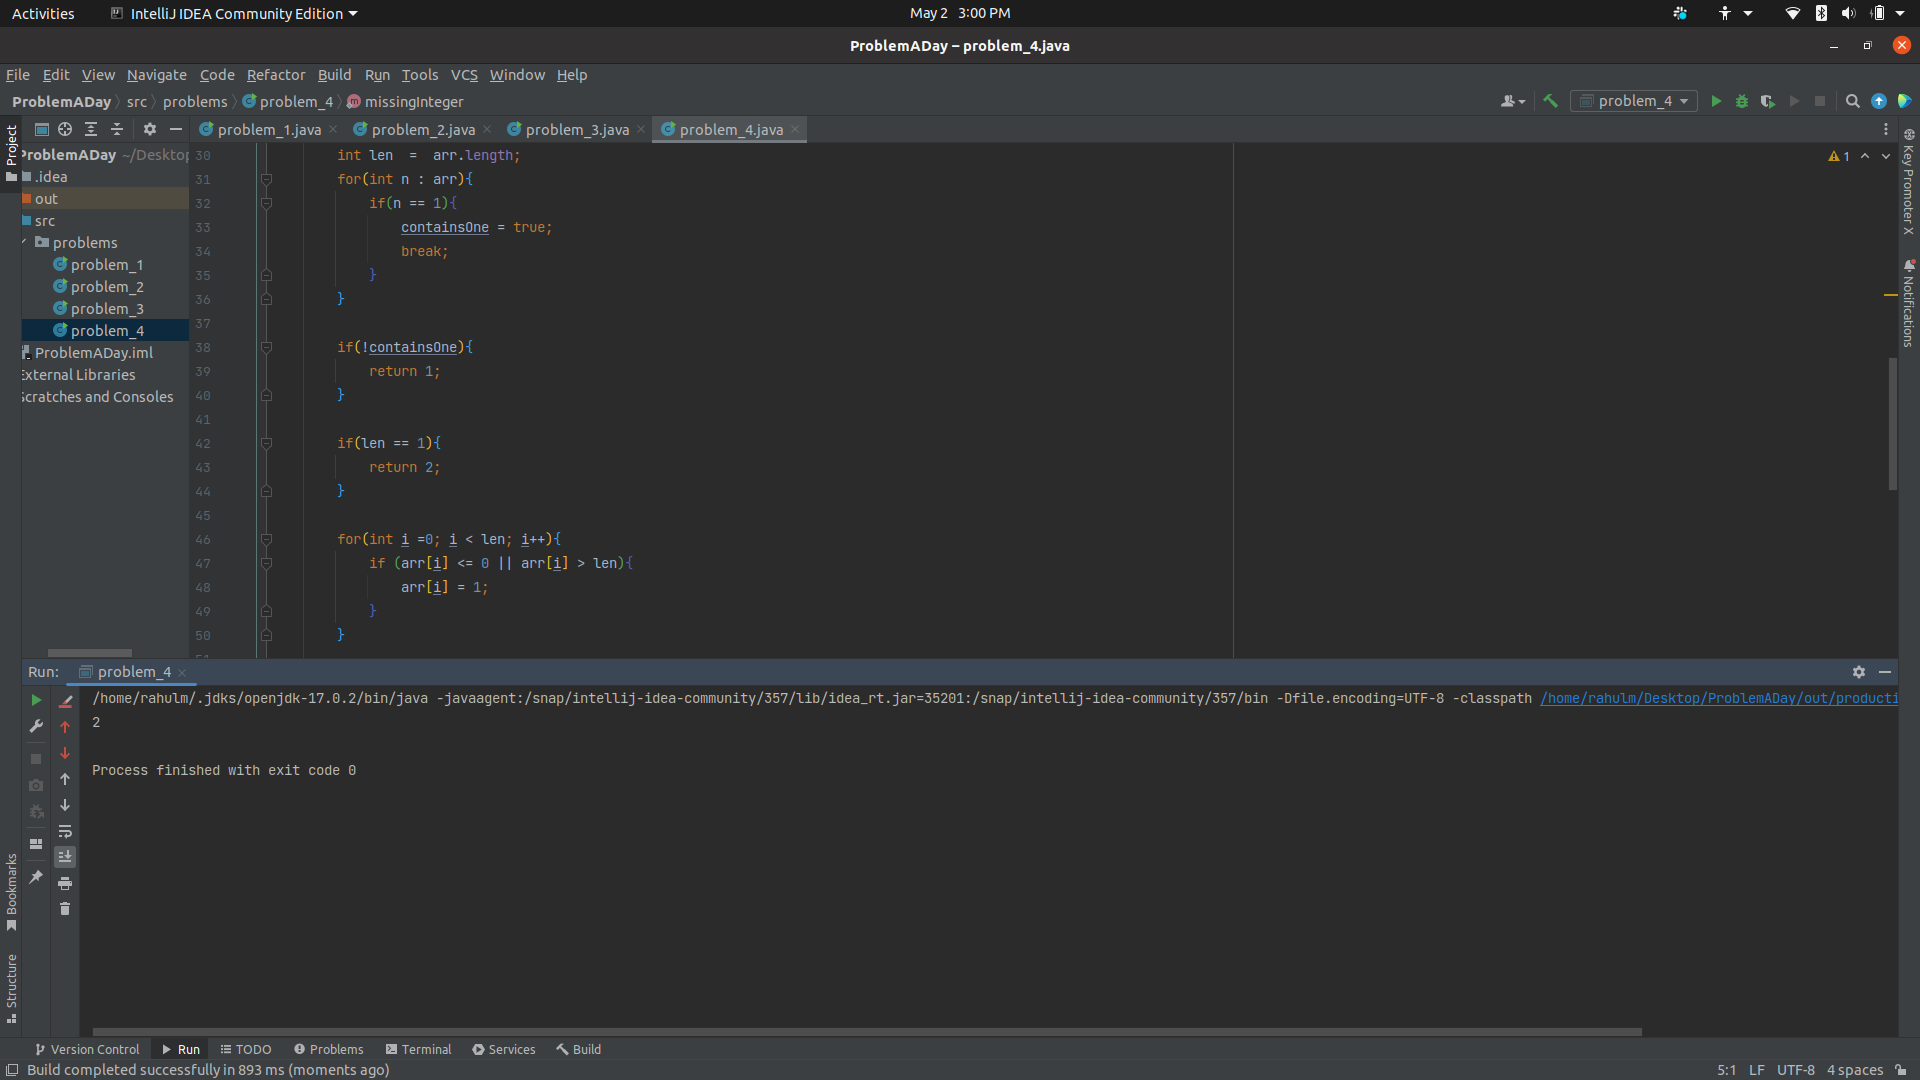 Activities
IntelliJ IDEA Community Edition
May 2 3:00 PM
ProblemADay – problem_4.java
File Edit View Navigate Code Refactor Build Run Tools VCS Window Help
ProblemADay src problems problem_4 missingInteger
problem_4
Project
problem_1.java
problem_2.java
problem_3.java
problem_4.java
ProblemADay ~/Desktop
.idea
out
src
problems
problem_1
problem_2
problem_3
problem_4
ProblemADay.iml
External Libraries
Scratches and Consoles
30 int len = arr.length;
31 for(int n : arr){
32 if(n == 1){
33 containsOne = true;
34 break;
35 }
36 }
37
38 if(!containsOne){
39 return 1;
40 }
41
42 if(len == 1){
43 return 2;
44 }
45
46 for(int i =0; i < len; i++){
47 if (arr[i] <= 0 || arr[i] > len){
48 arr[i] = 1;
49 }
50 }
1
Key Promoter X
Notifications
Run: problem_4
/home/rahulm/.jdks/openjdk-17.0.2/bin/java -javaagent:/snap/intellij-idea-community/357/lib/idea_rt.jar=35201:/snap/intellij-idea-community/357/bin -Dfile.encoding=UTF-8 -classpath /home/rahulm/Desktop/ProblemADay/out/producti
2
Process finished with exit code 0
Bookmarks
Structure
Version Control Run TODO Problems Terminal Services Build
Build completed successfully in 893 ms (moments ago)
5:1 LF UTF-8 4 spaces